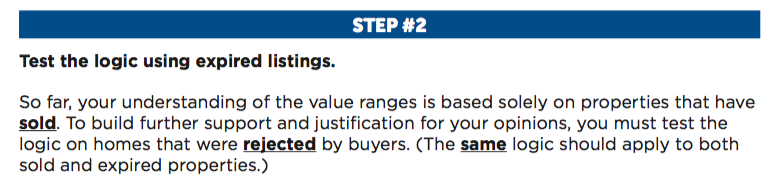 STEP #2
Test the logic using expired listings.
So far, your understanding of the value ranges is based solely on properties that have
sold. To build further support and justification for your opinions, you must test the
logic on homes that were rejected by buyers. (The same logic should apply to both
sold and expired properties.)